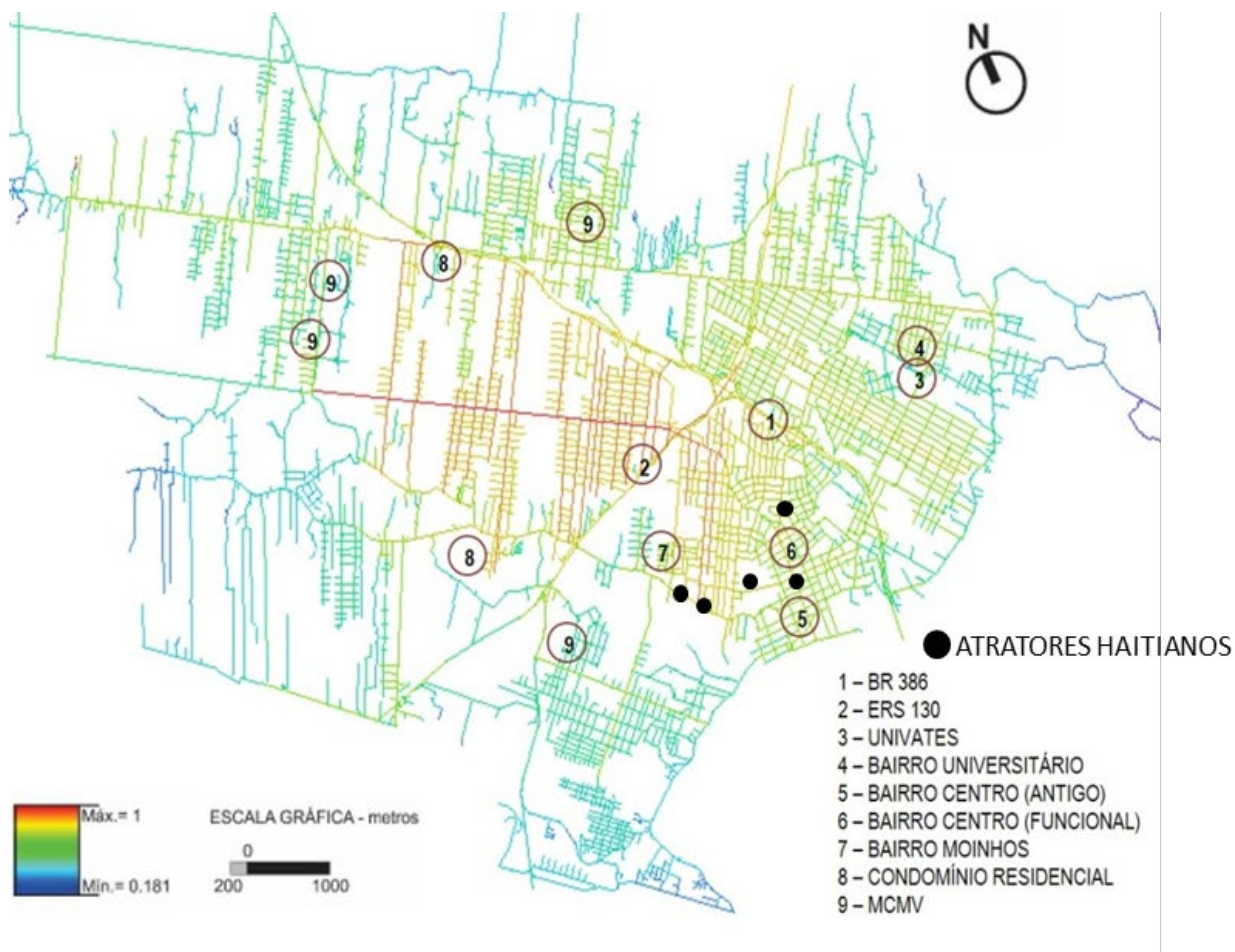 N
9
8
9
9
4
3
1
2
7
6
8
5
9
ATRATORES HAITIANOS
1 – BR 386
2 – ERS 130
3 – UNIVATES
4 – BAIRRO UNIVERSITÁRIO
5 – BAIRRO CENTRO (ANTIGO)
6 – BAIRRO CENTRO (FUNCIONAL)
7 – BAIRRO MOINHOS
8 – CONDOMÍNIO RESIDENCIAL
9 – MCMV
Máx.= 1
Mín.= 0,181
ESCALA GRÁFICA - metros
0
200 1000